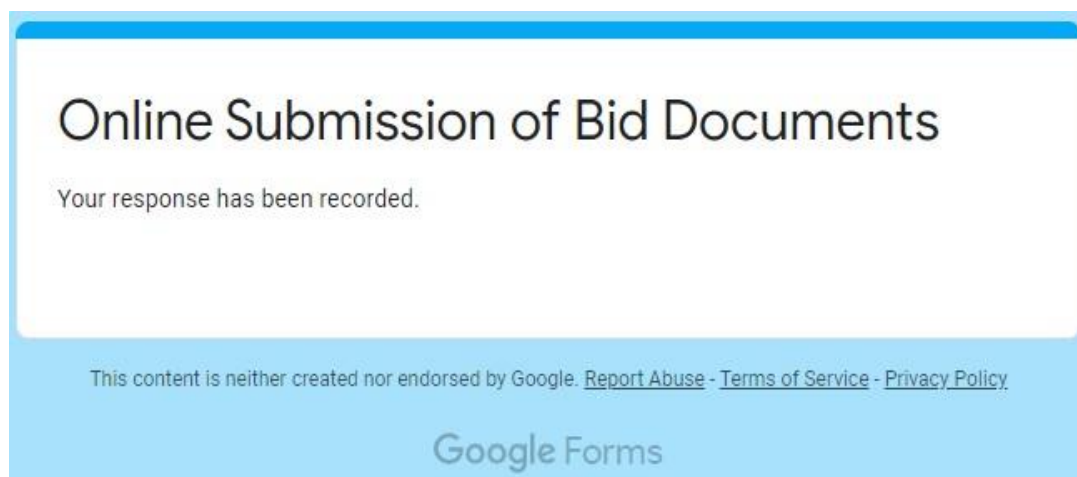 Online Submission of Bid Documents
Your response has been recorded.
This content is neither created nor endorsed by Google. Report Abuse - Terms of Service - Privacy Policy
Google Forms